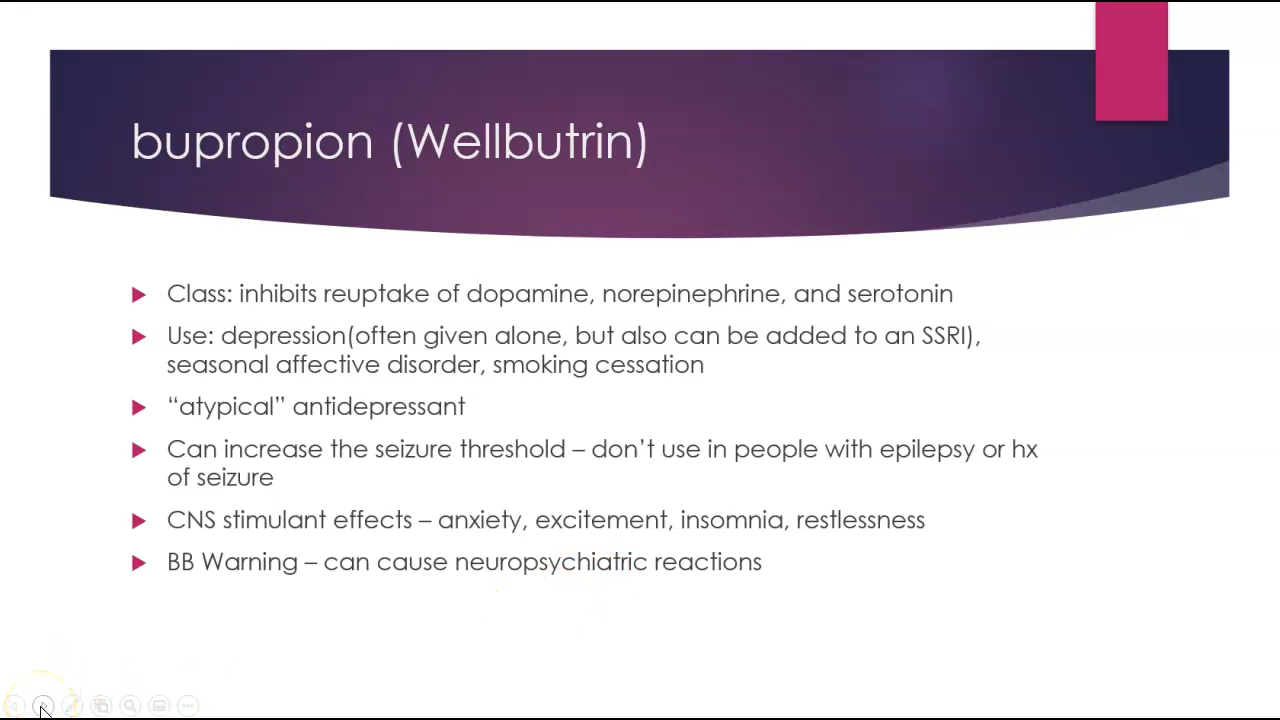 bupropion (Wellbutrin)
Class: inhibits reuptake of dopamine, norepinephrine, and serotonin
Use: depression(often given alone, but also can be added to an SSRI),
seasonal affective disorder, smoking cessation
“atypical” antidepressant
Can increase the seizure threshold – don’t use in people with epilepsy or hx
of seizure
CNS stimulant effects – anxiety, excitement, insomnia, restlessness
BB Warning – can cause neuropsychiatric reactions